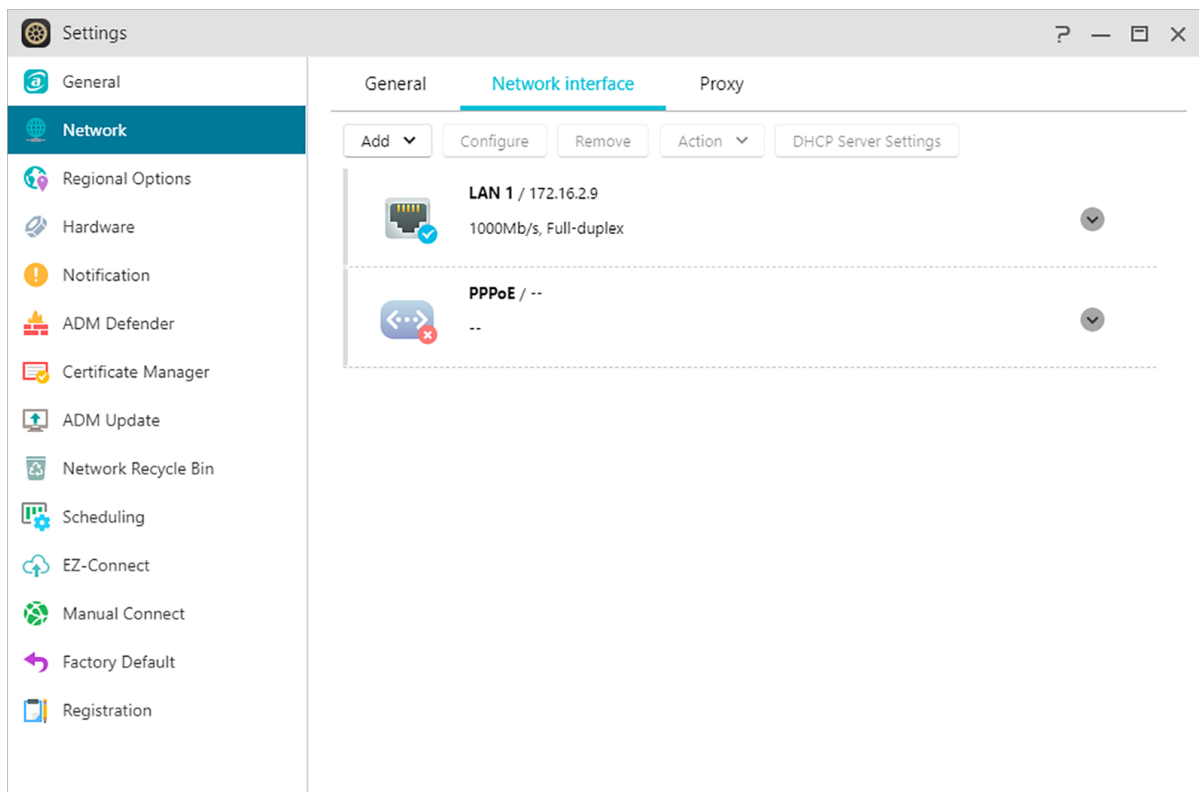 Settings
General
Network
Regional Options
Hardware
Notification
ADM Defender
Certificate Manager
ADM Update
Network Recycle Bin
Scheduling
EZ-Connect
Manual Connect
Factory Default
Registration
General Network interface Proxy
Add Configure Remove Action DHCP Server Settings
LAN 1 / 172.16.2.9
1000Mb/s, Full-duplex
PPPoE / --
--